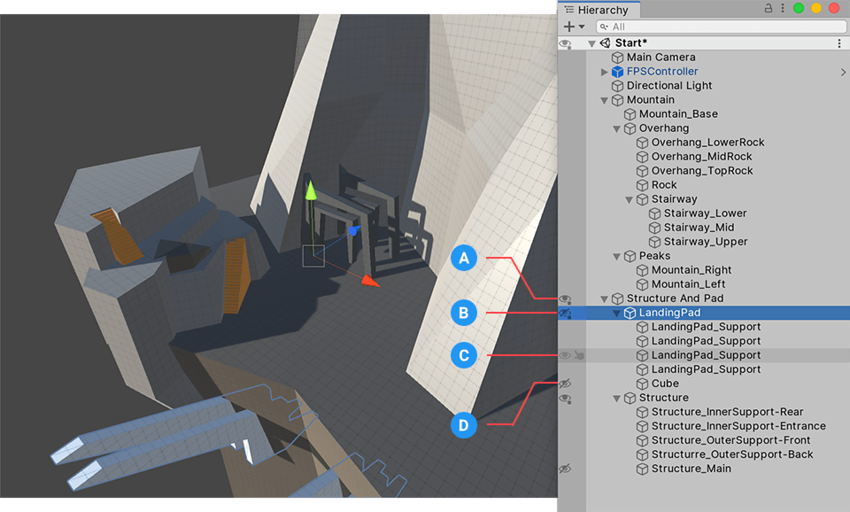 Hierarchy
All
Start*
Main Camera
FPSController
Directional Light
Mountain
Mountain_Base
Overhang
Overhang_LowerRock
Overhang_MidRock
Overhang_TopRock
Rock
Stairway
Stairway_Lower
Stairway_Mid
Stairway_Upper
Peaks
Mountain_Right
Mountain_Left
A
Structure And Pad
B
LandingPad
LandingPad_Support
LandingPad_Support
C
LandingPad_Support
LandingPad_Support
Cube
Structure
Structure_InnerSupport-Rear
D
Structure_InnerSupport-Entrance
Structure_OuterSupport-Front
Structurre_OuterSupport-Back
Structure_Main